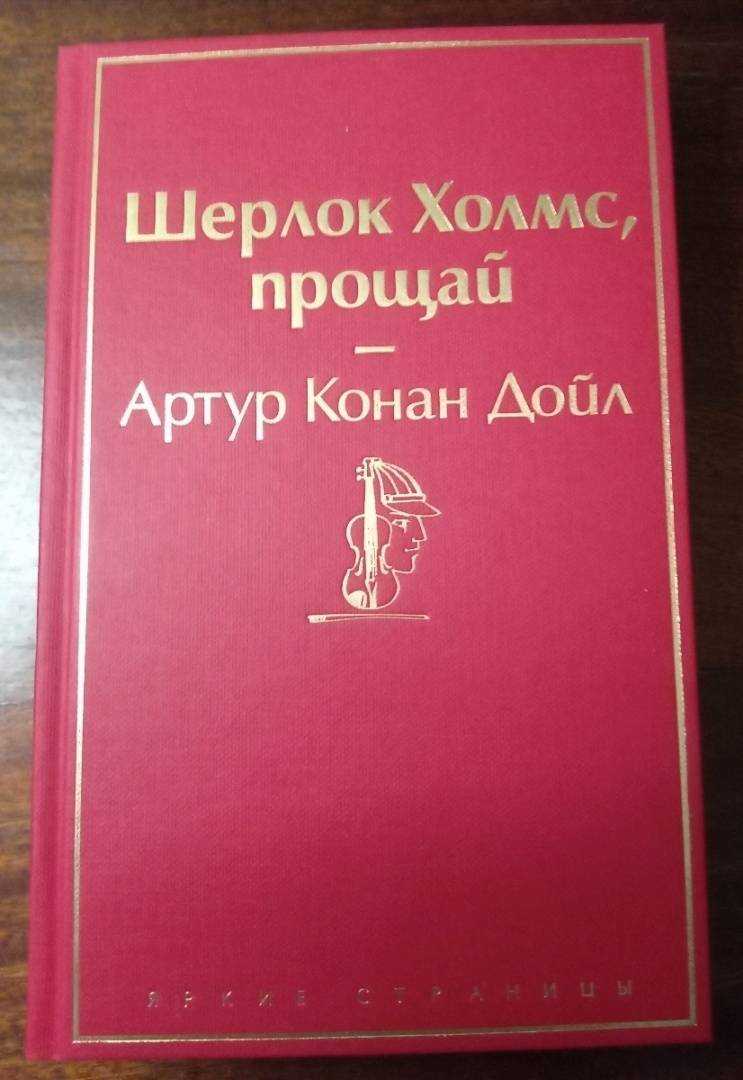 Шерлок Холмс,
прощай
–
Артур Конан Дойл
ЯРКИЕ СТРАНИЦЫ